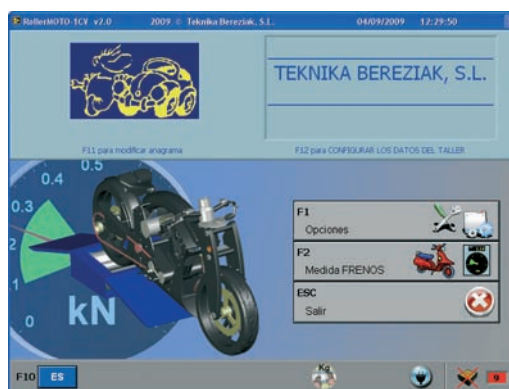 RollerMOTO-1CV v2.0 2009 © Teknika Bereziak, S.L. 04/09/2009 12:29:50
TEKNIKA BEREZIAK, S.L.
F11 para modificar anagrama
F12 para CONFIGURAR LOS DATOS DEL TALLER
0.5
0.4
0.3
2
1
0
kN
F1
Opciones
F2
Medida FRENOS
ESC
Salir
F10 ES
Kg
9